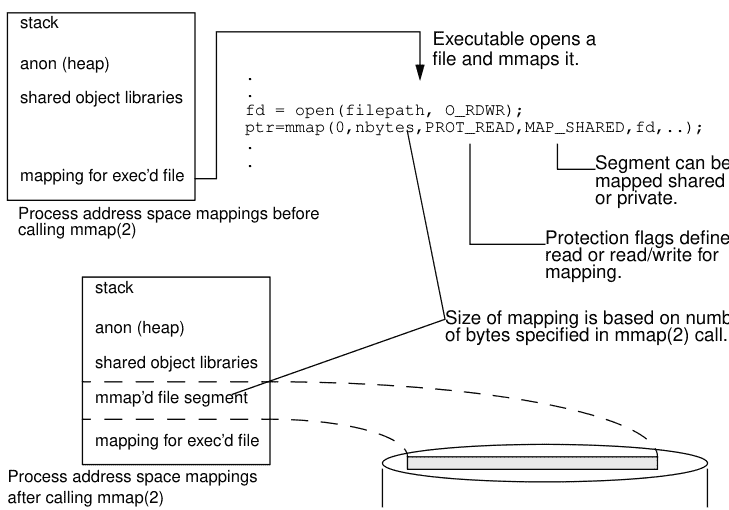 stack
anon (heap)
shared object libraries
mapping for exec'd file
Process address space mappings before
calling mmap(2)
Executable opens a
file and mmaps it.
.
.
fd = open(filepath, O_RDWR);
ptr=mmap(0,nbytes,PROT_READ,MAP_SHARED,fd,..);
.
.
Segment can be
mapped shared
or private.
Protection flags define
read or read/write for
mapping.
Size of mapping is based on numb
of bytes specified in mmap(2) call.
stack
anon (heap)
shared object libraries
mmap'd file segment
mapping for exec'd file
Process address space mappings
after calling mmap(2)